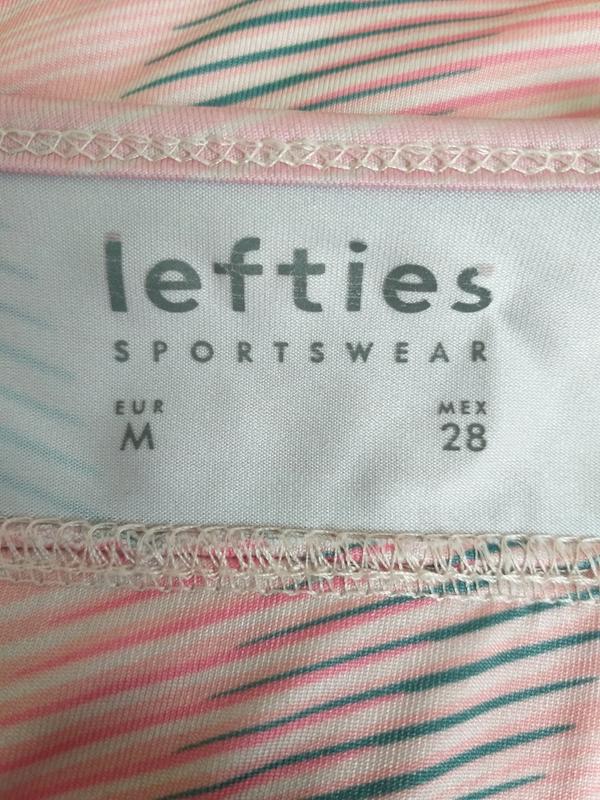 lefties
SPORTSWEAR
EUR MEX
M 28